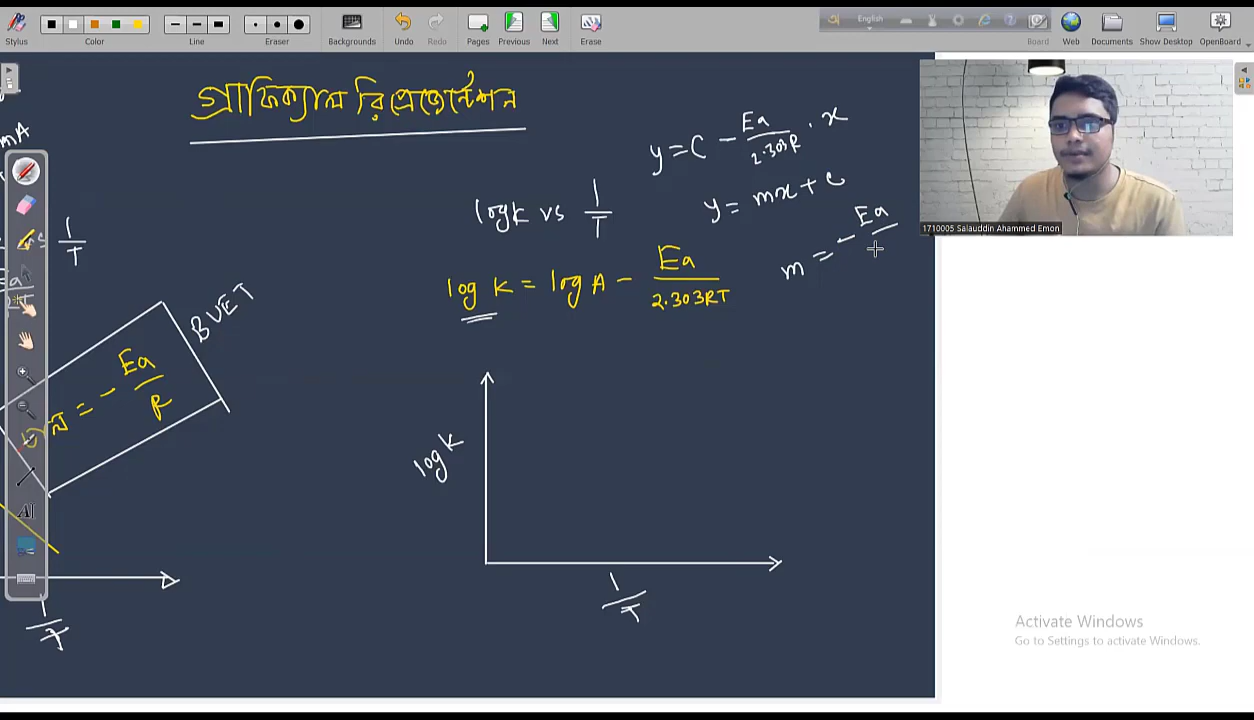 Stylus
Color
Line
Eraser
Backgrounds
Undo
Redo
Pages
Previous
Next
Erase
English
Board
Web
Documents
Show Desktop
OpenBoard
গ্রাফিক্যাল রিপ্রেজেন্টেশন
y = C - Ea/2.303R . x
y = mx + c
log K vs 1/T
m = - Ea
log K = log A - Ea/2.303RT
1710005 Salauddin Ahammed Emon
1/T
BUET
= - Ea/R
log K
1/T
1/T
Activate Windows
Go to Settings to activate Windows.